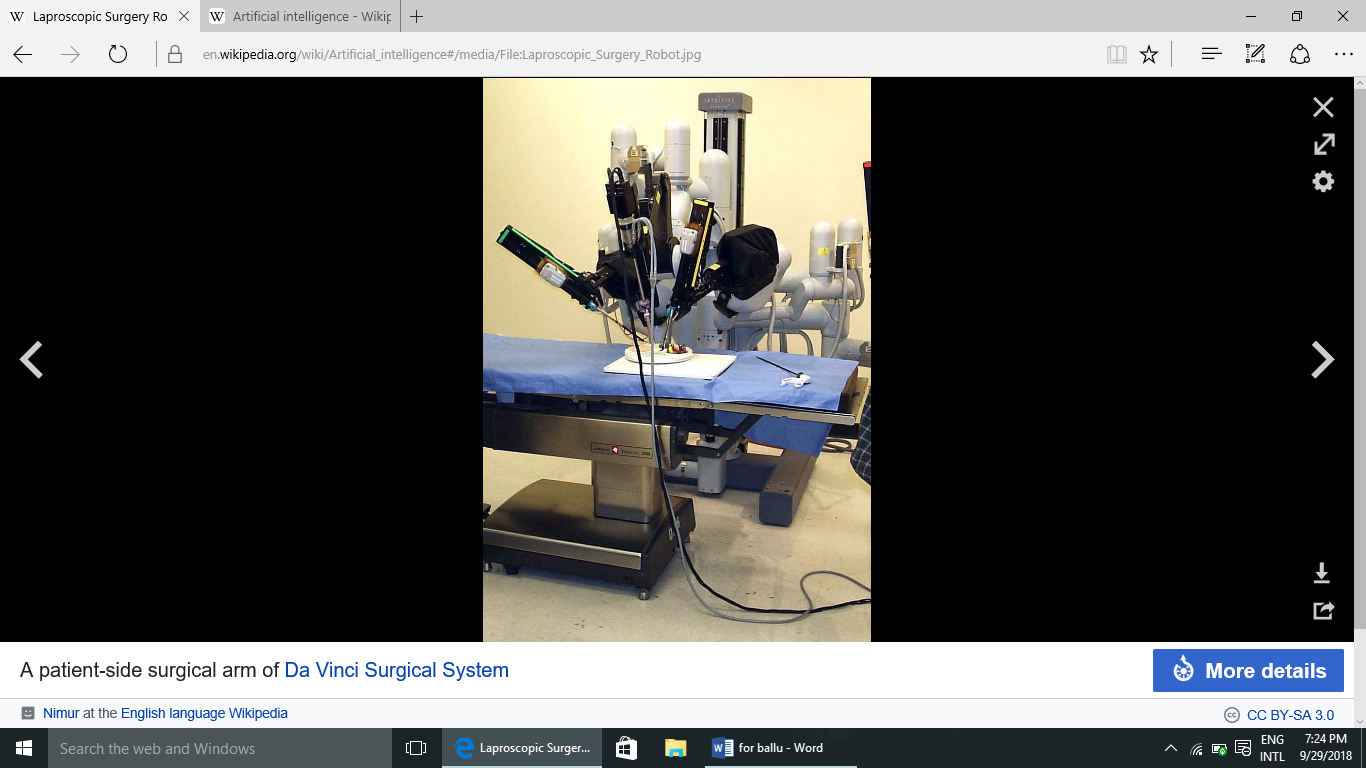 Laproscopic Surgery Ro
Artificial intelligence - Wikip
en.wikipedia.org/wiki/Artificial_intelligence#/media/File:Laproscopic_Surgery_Robot.jpg
INTUITIVE
A patient-side surgical arm of Da Vinci Surgical System
More details
Nimur at the English language Wikipedia
cc CC BY-SA 3.0
Search the web and Windows
Laproscopic Surger...
for ballu - Word
ENG
INTL
7:24 PM
9/29/2018